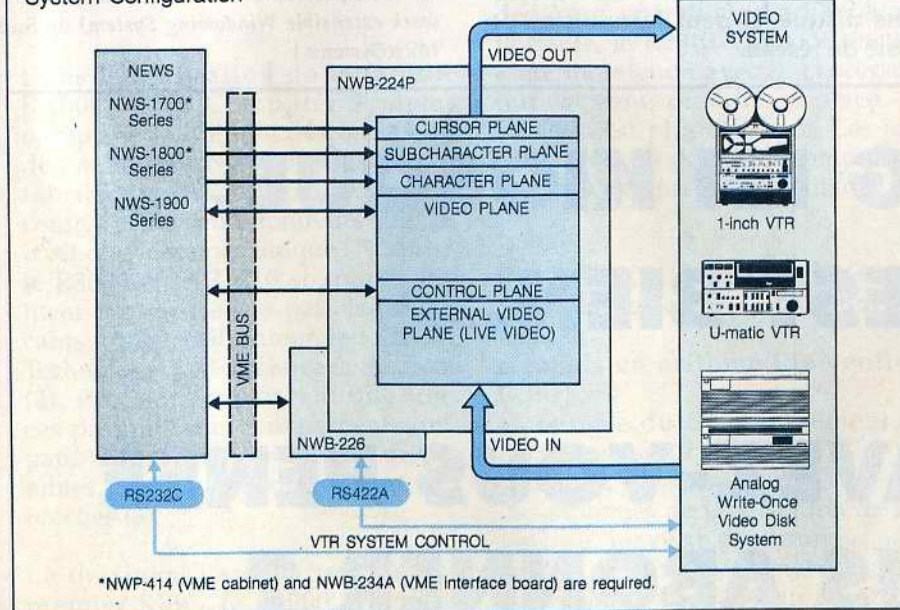 System Configuration
NEWS
NWS-1700*
Series
NWS-1800*
Series
NWS-1900
Series
VME BUS
NWB-224P
VIDEO OUT
CURSOR PLANE
SUBCHARACTER PLANE
CHARACTER PLANE
VIDEO PLANE
CONTROL PLANE
EXTERNAL VIDEO
PLANE (LIVE VIDEO)
NWB-226
VIDEO IN
RS232C
RS422A
VTR SYSTEM CONTROL
VIDEO
SYSTEM
1-inch VTR
U-matic VTR
Analog
Write-Once
Video Disk
System
*NWP-414 (VME cabinet) and NWB-234A (VME interface board) are required.